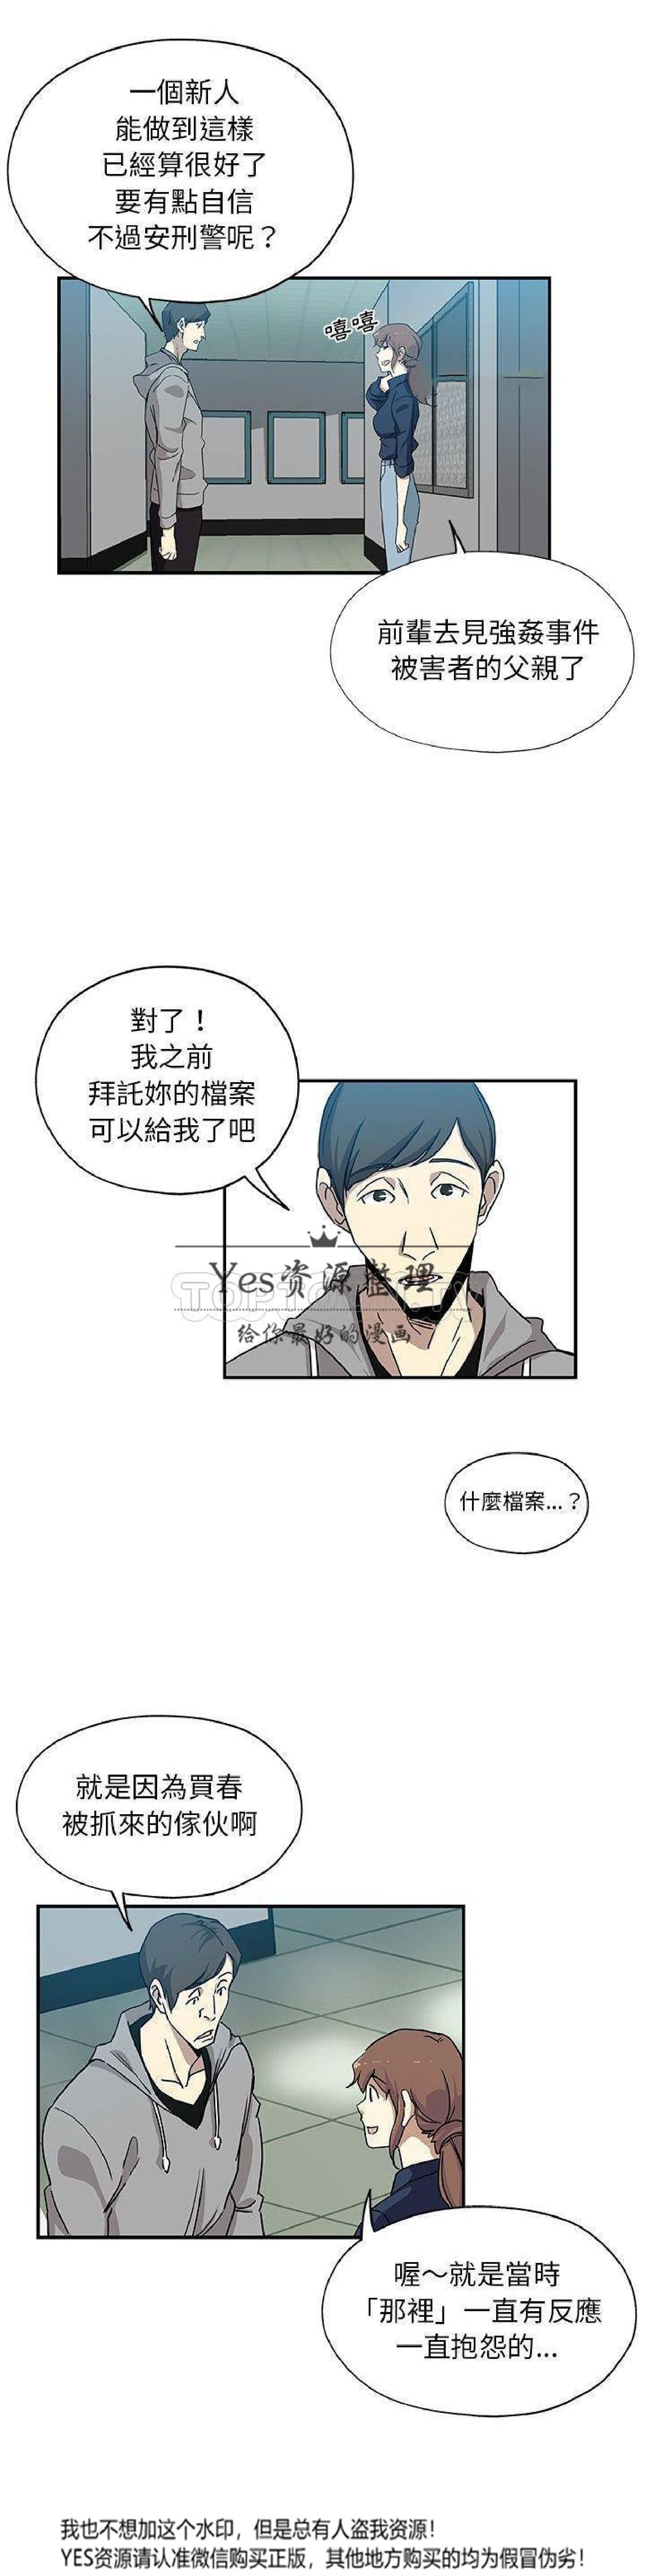 一個新人
能做到這樣
已經算很好了
要有點自信
不過安刑警呢？
嘻嘻
前輩去見強姦事件
被害者的父親了
對了！
我之前
拜託妳的檔案
可以給我了吧
Yes资源整理
TOPTOON.TV
给你最好的漫画
什麼檔案...？
就是因為買春
被抓來的傢伙啊
喔～就是當時
「那裡」一直有反應
一直抱怨的...
我也不想加这个水印，但是总有人盗我资源！
YES资源请认准微信购买正版，其他地方购买的均为假冒伪劣！